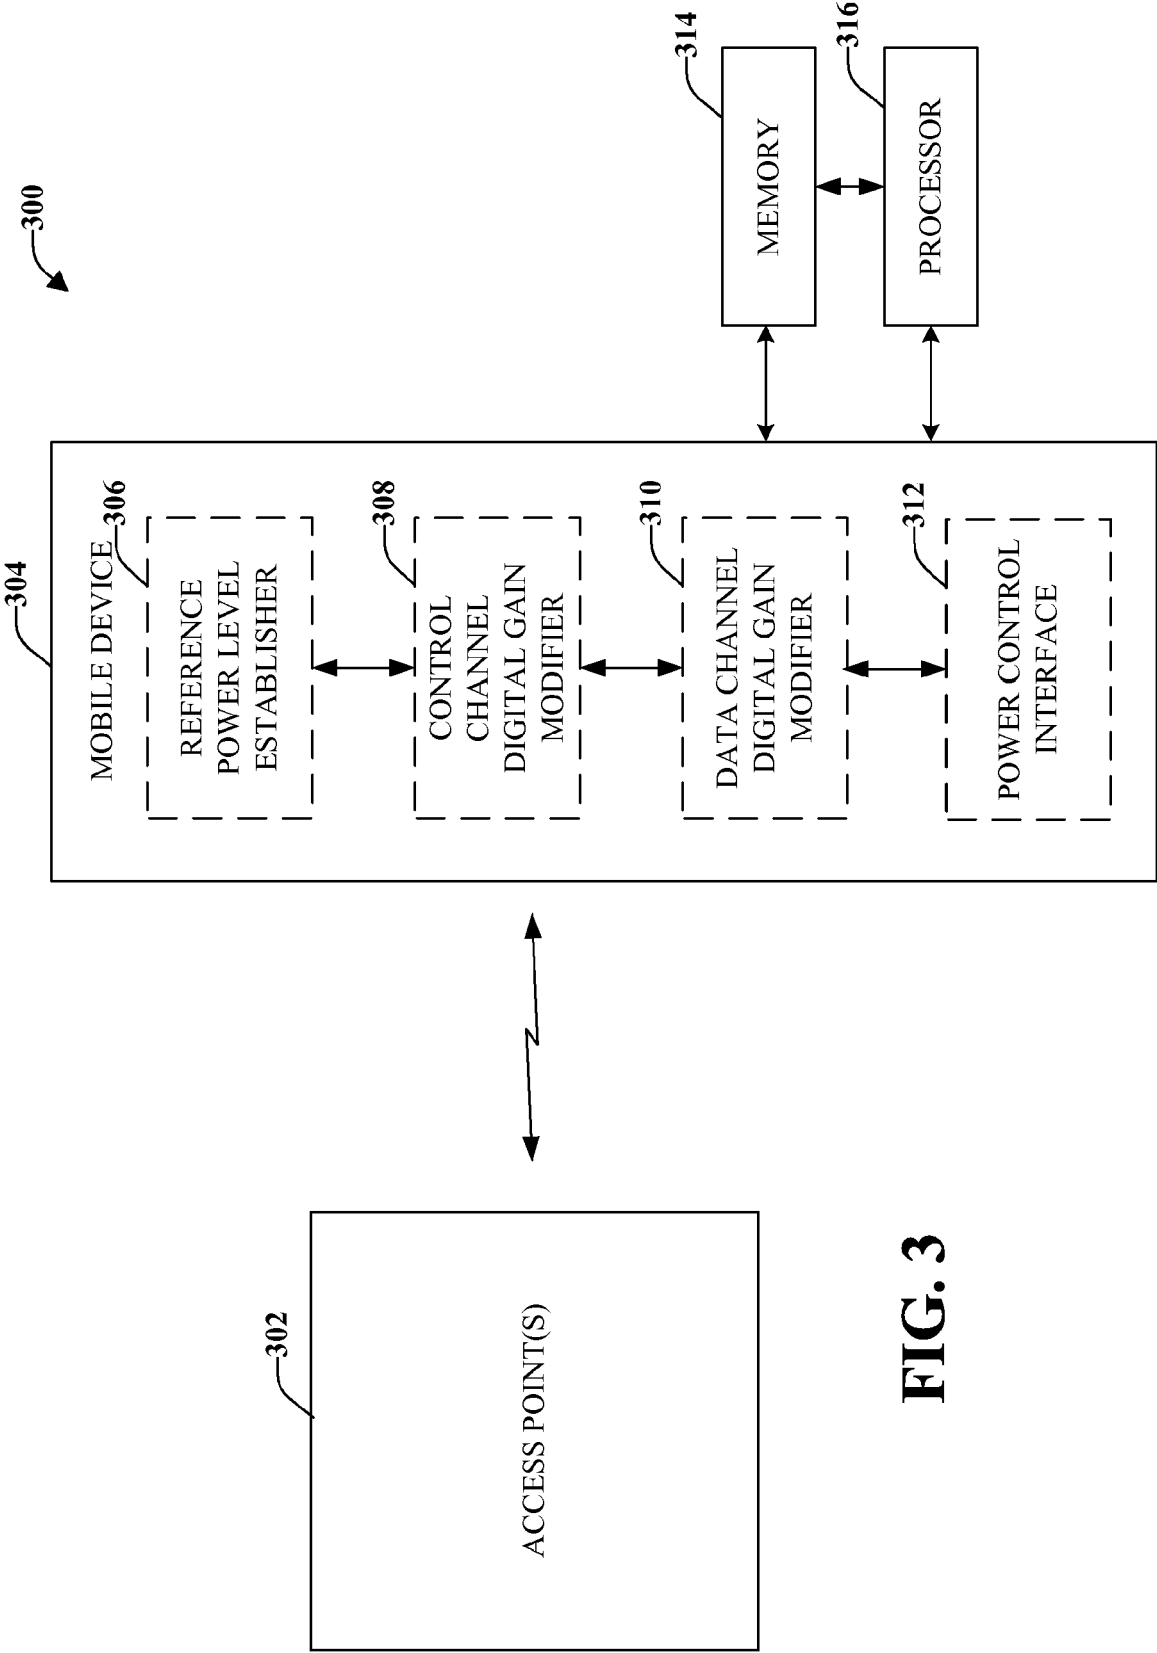 300
304
MOBILE DEVICE
306
REFERENCE
POWER LEVEL
ESTABLISHER
308
CONTROL
CHANNEL
DIGITAL GAIN
MODIFIER
310
DATA CHANNEL
DIGITAL GAIN
MODIFIER
312
POWER CONTROL
INTERFACE
302
ACCESS POINT(S)
314
MEMORY
316
PROCESSOR
FIG. 3